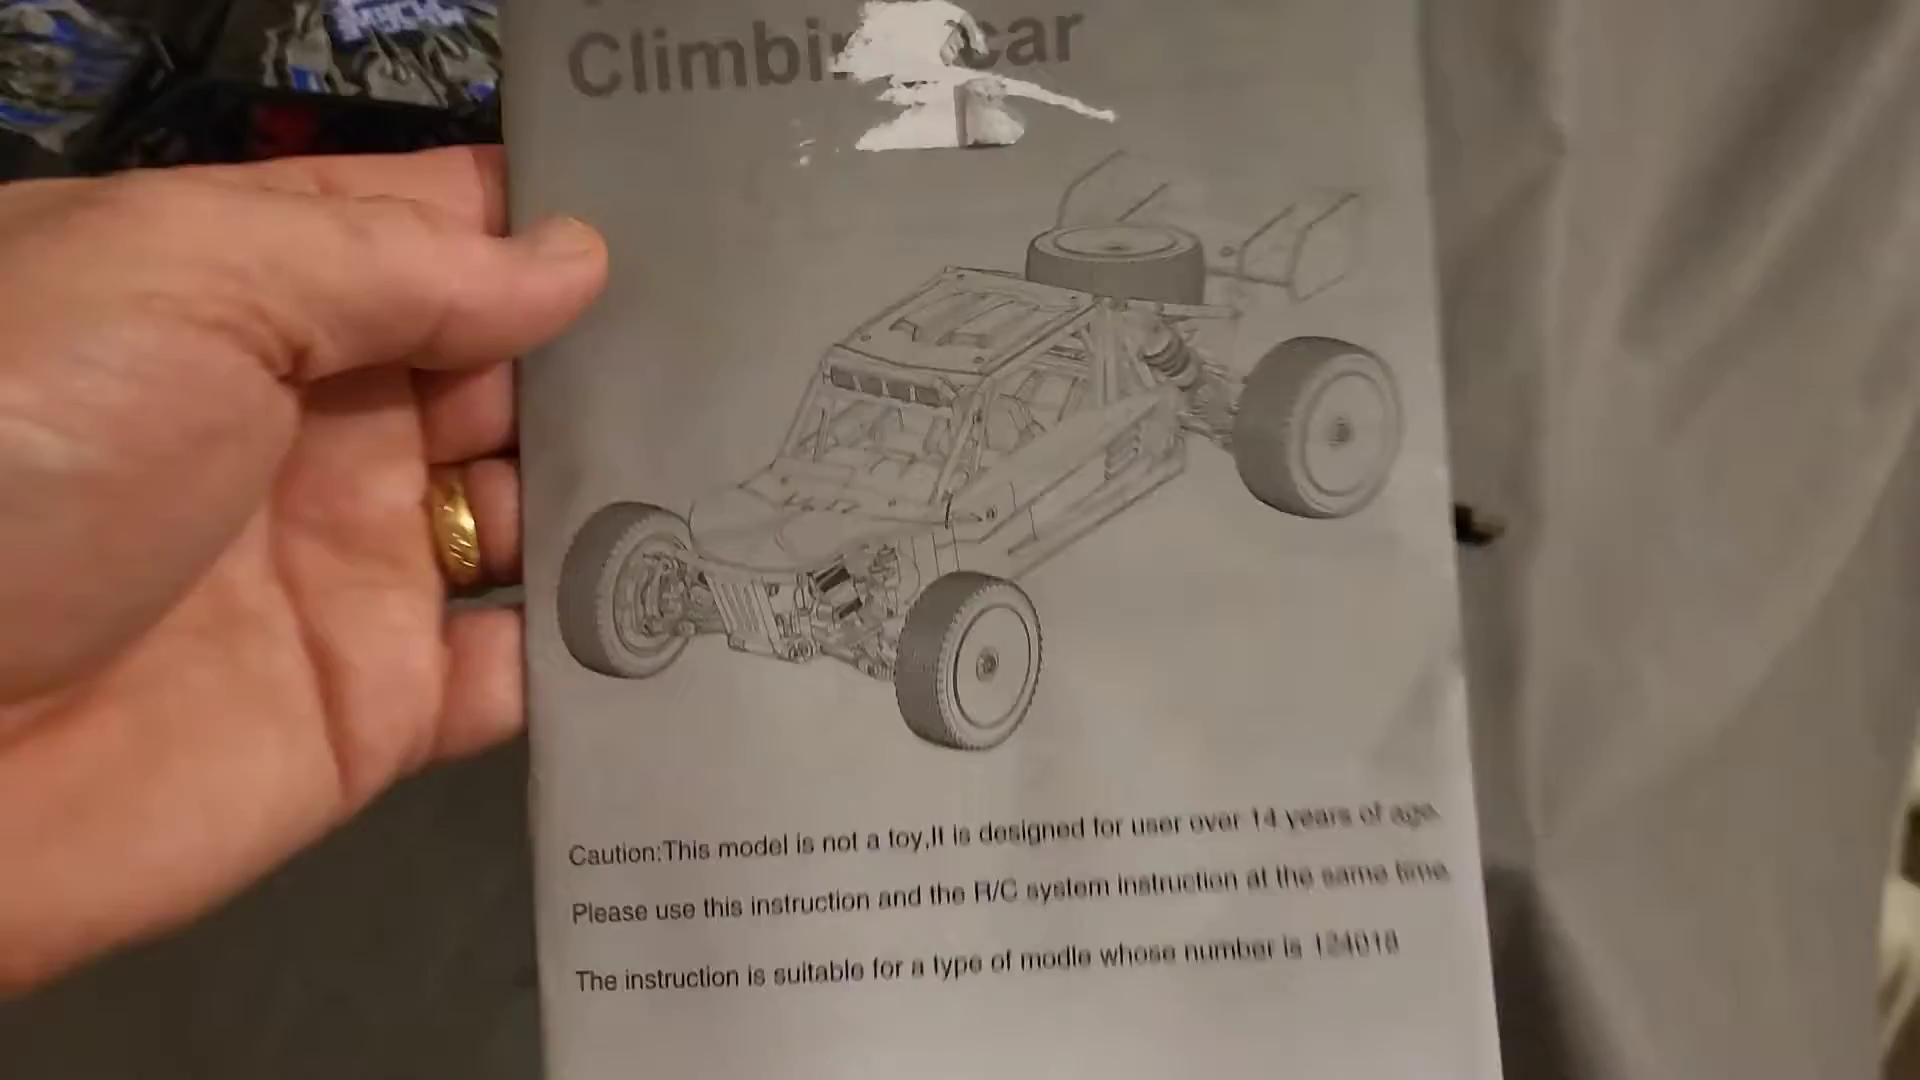 Climbing car
Caution:This model is not a toy,It is designed for user over 14 years of age.
Please use this instruction and the R/C system instruction at the same time
The instruction is suitable for a type of modle whose number is 124018